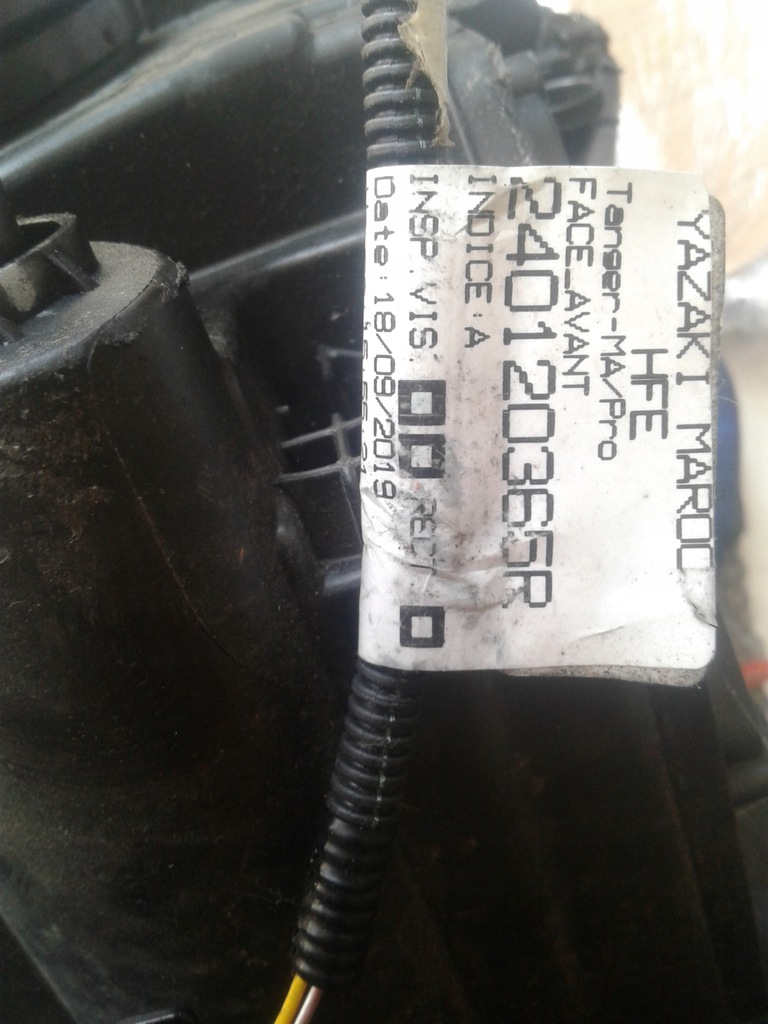 YAZAKI MAROC
HFE
Tanger-MA/Pro
FACE_AVANT
240120365R
INDICE:A
INSP.VIS.
Date:18/09/2019